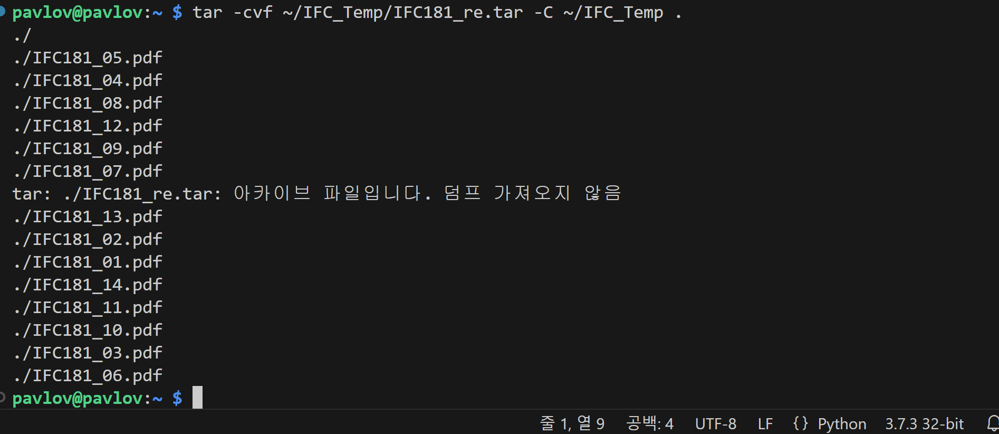 pavlov@pavlov:~ $ tar -cvf ~/IFC_Temp/IFC181_re.tar -C ~/IFC_Temp .
./
./IFC181_05.pdf
./IFC181_04.pdf
./IFC181_08.pdf
./IFC181_12.pdf
./IFC181_09.pdf
./IFC181_07.pdf
tar: ./IFC181_re.tar: 아카이브 파일입니다. 덤프 가져오지 않음
./IFC181_13.pdf
./IFC181_02.pdf
./IFC181_01.pdf
./IFC181_14.pdf
./IFC181_11.pdf
./IFC181_10.pdf
./IFC181_03.pdf
./IFC181_06.pdf
pavlov@pavlov:~ $
줄 1, 열 9 공백: 4 UTF-8 LF {} Python 3.7.3 32-bit